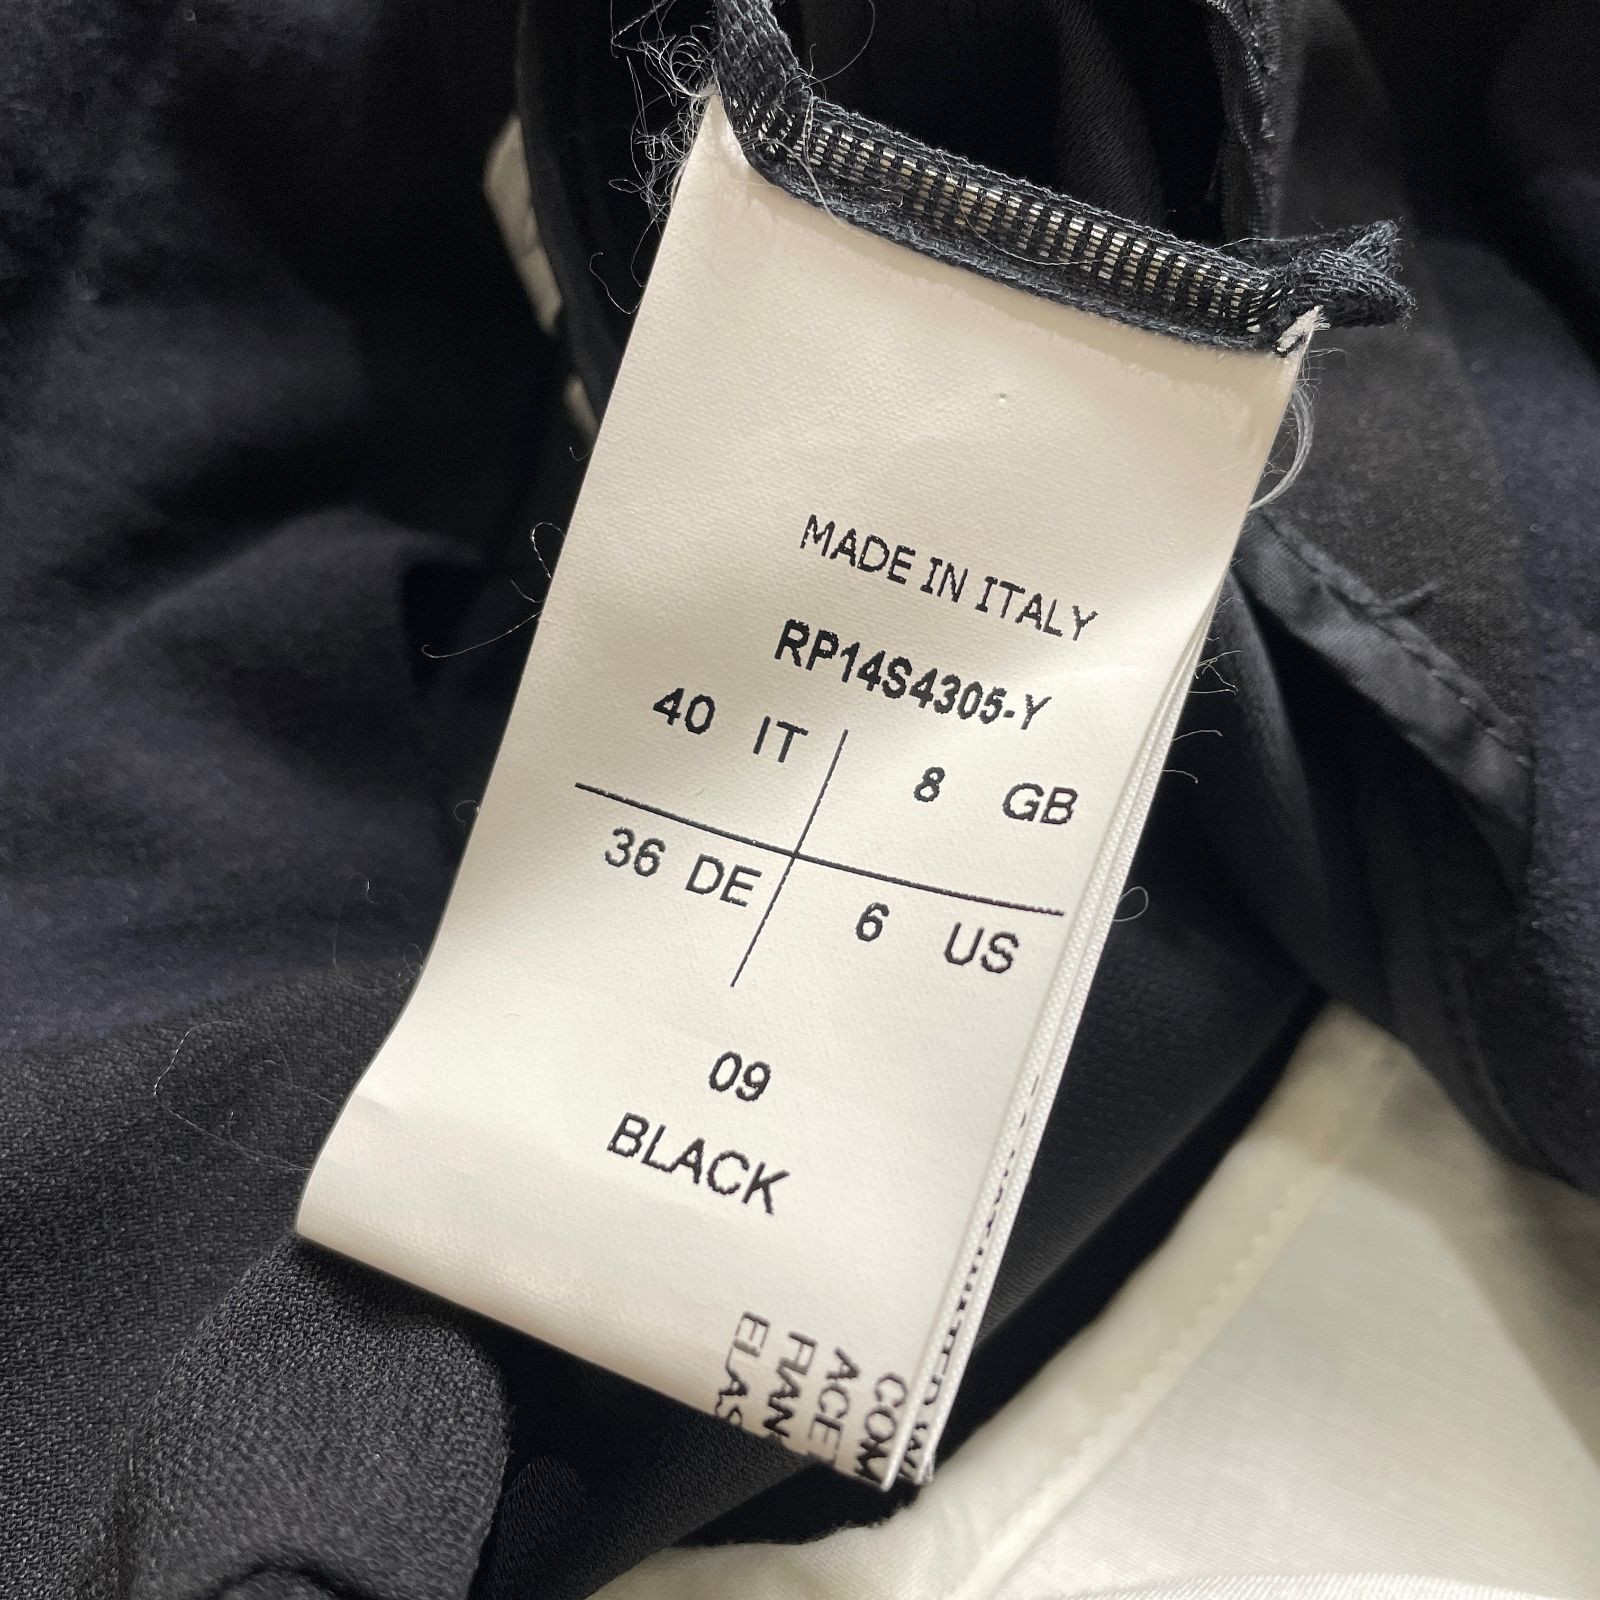 MADE IN ITALY
RP14S4305-Y
40 IT 8 GB
36 DE 6 US
09
BLACK